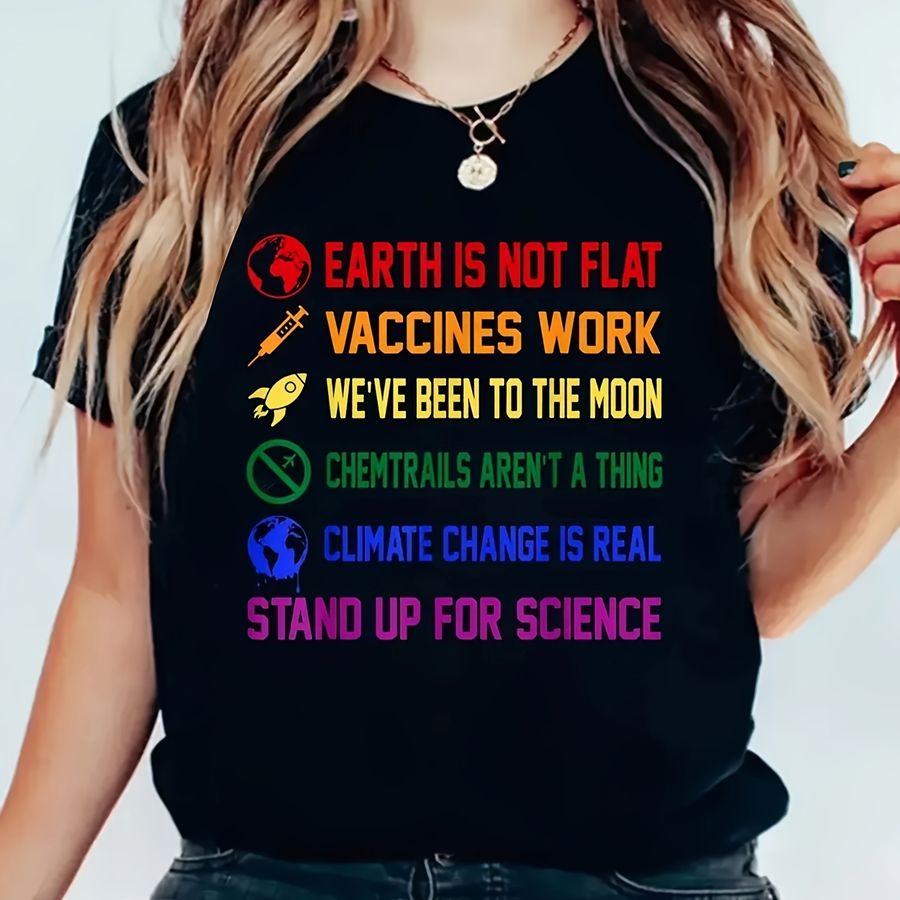 EARTH IS NOT FLAT
VACCINES WORK
WE'VE BEEN TO THE MOON
CHEMTRAILS AREN'T A THING
CLIMATE CHANGE IS REAL
STAND UP FOR SCIENCE